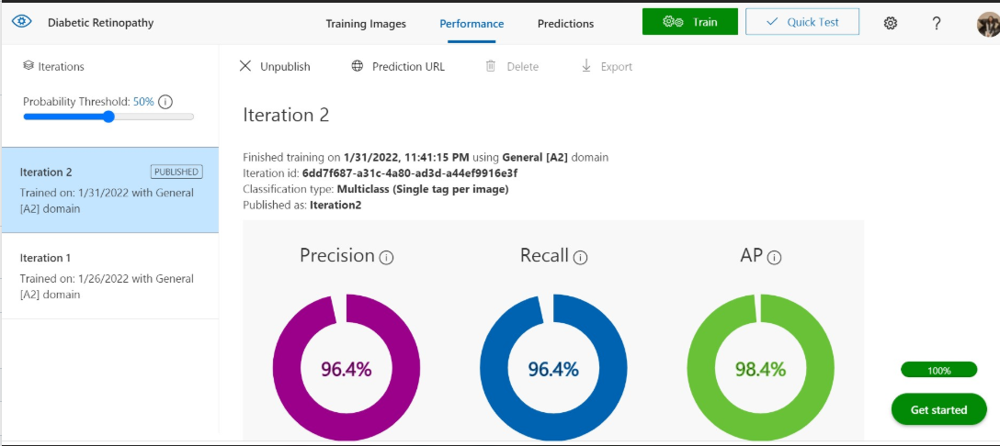 Diabetic Retinopathy
Training Images
Performance
Predictions
Train
Quick Test
?
Iterations
Probability Threshold: 50%
Iteration 2
PUBLISHED
Trained on: 1/31/2022 with General
[A2] domain
Iteration 1
Trained on: 1/26/2022 with General
[A2] domain
Unpublish
Prediction URL
Delete
Export
Iteration 2
Finished training on 1/31/2022, 11:41:15 PM using General [A2] domain
Iteration id: 6dd7f687-a31c-4a80-ad3d-a44ef9916e3f
Classification type: Multiclass (Single tag per image)
Published as: Iteration2
Precision
Recall
AP
96.4%
96.4%
98.4%
100%
Get started